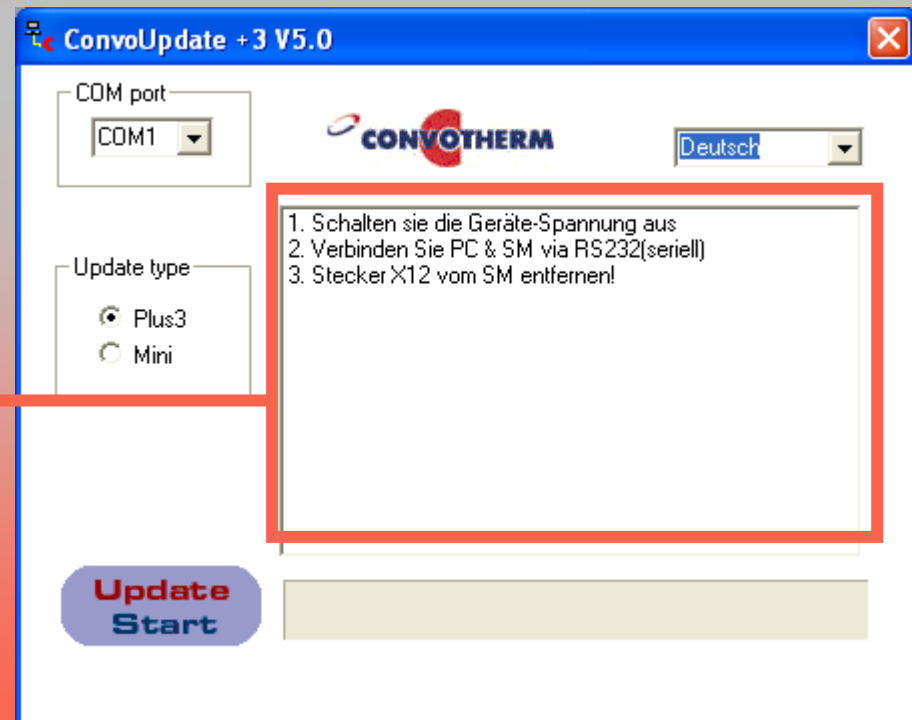 ConvoUpdate +3 V5.0
COM port
COM1
CONVOTHERM
Deutsch
1. Schalten sie die Geräte-Spannung aus
2. Verbinden Sie PC & SM via RS232(seriell)
3. Stecker X12 vom SM entfernen!
Update type
Plus3
Mini
Update
Start